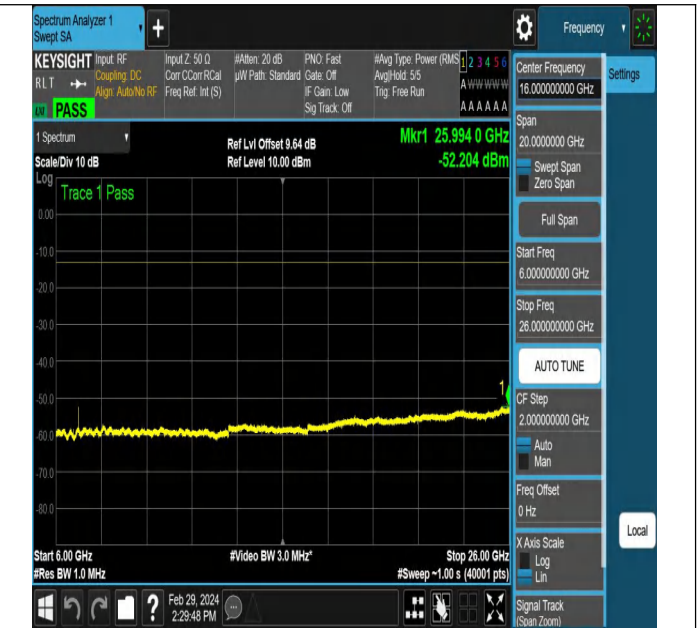 Spectrum Analyzer 1
Swept SA
+
Frequency
KEYSIGHT
RLT
PASS
Input: RF
Coupling: DC
Align: Auto/No RF
Input Z: 50 Ω
Corr CCorr RCal
Freq Ref: Int (S)
#Atten: 20 dB
µW Path: Standard
PNO: Fast
Gate: Off
IF Gain: Low
Sig Track: Off
#Avg Type: Power (RMS
Avg|Hold: 5/5
Trig: Free Run
1 2 3 4 5 6
A W W W W W
A A A A A A
Center Frequency
16.000000000 GHz
Settings
Span
20.0000000 GHz
Swept Span
Zero Span
Full Span
Start Freq
6.000000000 GHz
Stop Freq
26.000000000 GHz
AUTO TUNE
CF Step
2.000000000 GHz
Auto
Man
Freq Offset
0 Hz
X Axis Scale
Log
Lin
Signal Track
(Span Zoom)
Local
1 Spectrum
Scale/Div 10 dB
Ref Lvl Offset 9.64 dB
Ref Level 10.00 dBm
Mkr1 25.994 0 GHz
-52.204 dBm
Log
Trace 1 Pass
0.00
-10.0
-20.0
-30.0
-40.0
-50.0
-60.0
-70.0
-80.0
1
Start 6.00 GHz
#Res BW 1.0 MHz
#Video BW 3.0 MHz*
Stop 26.00 GHz
#Sweep ~1.00 s (40001 pts)
?
Feb 29, 2024
2:29:48 PM